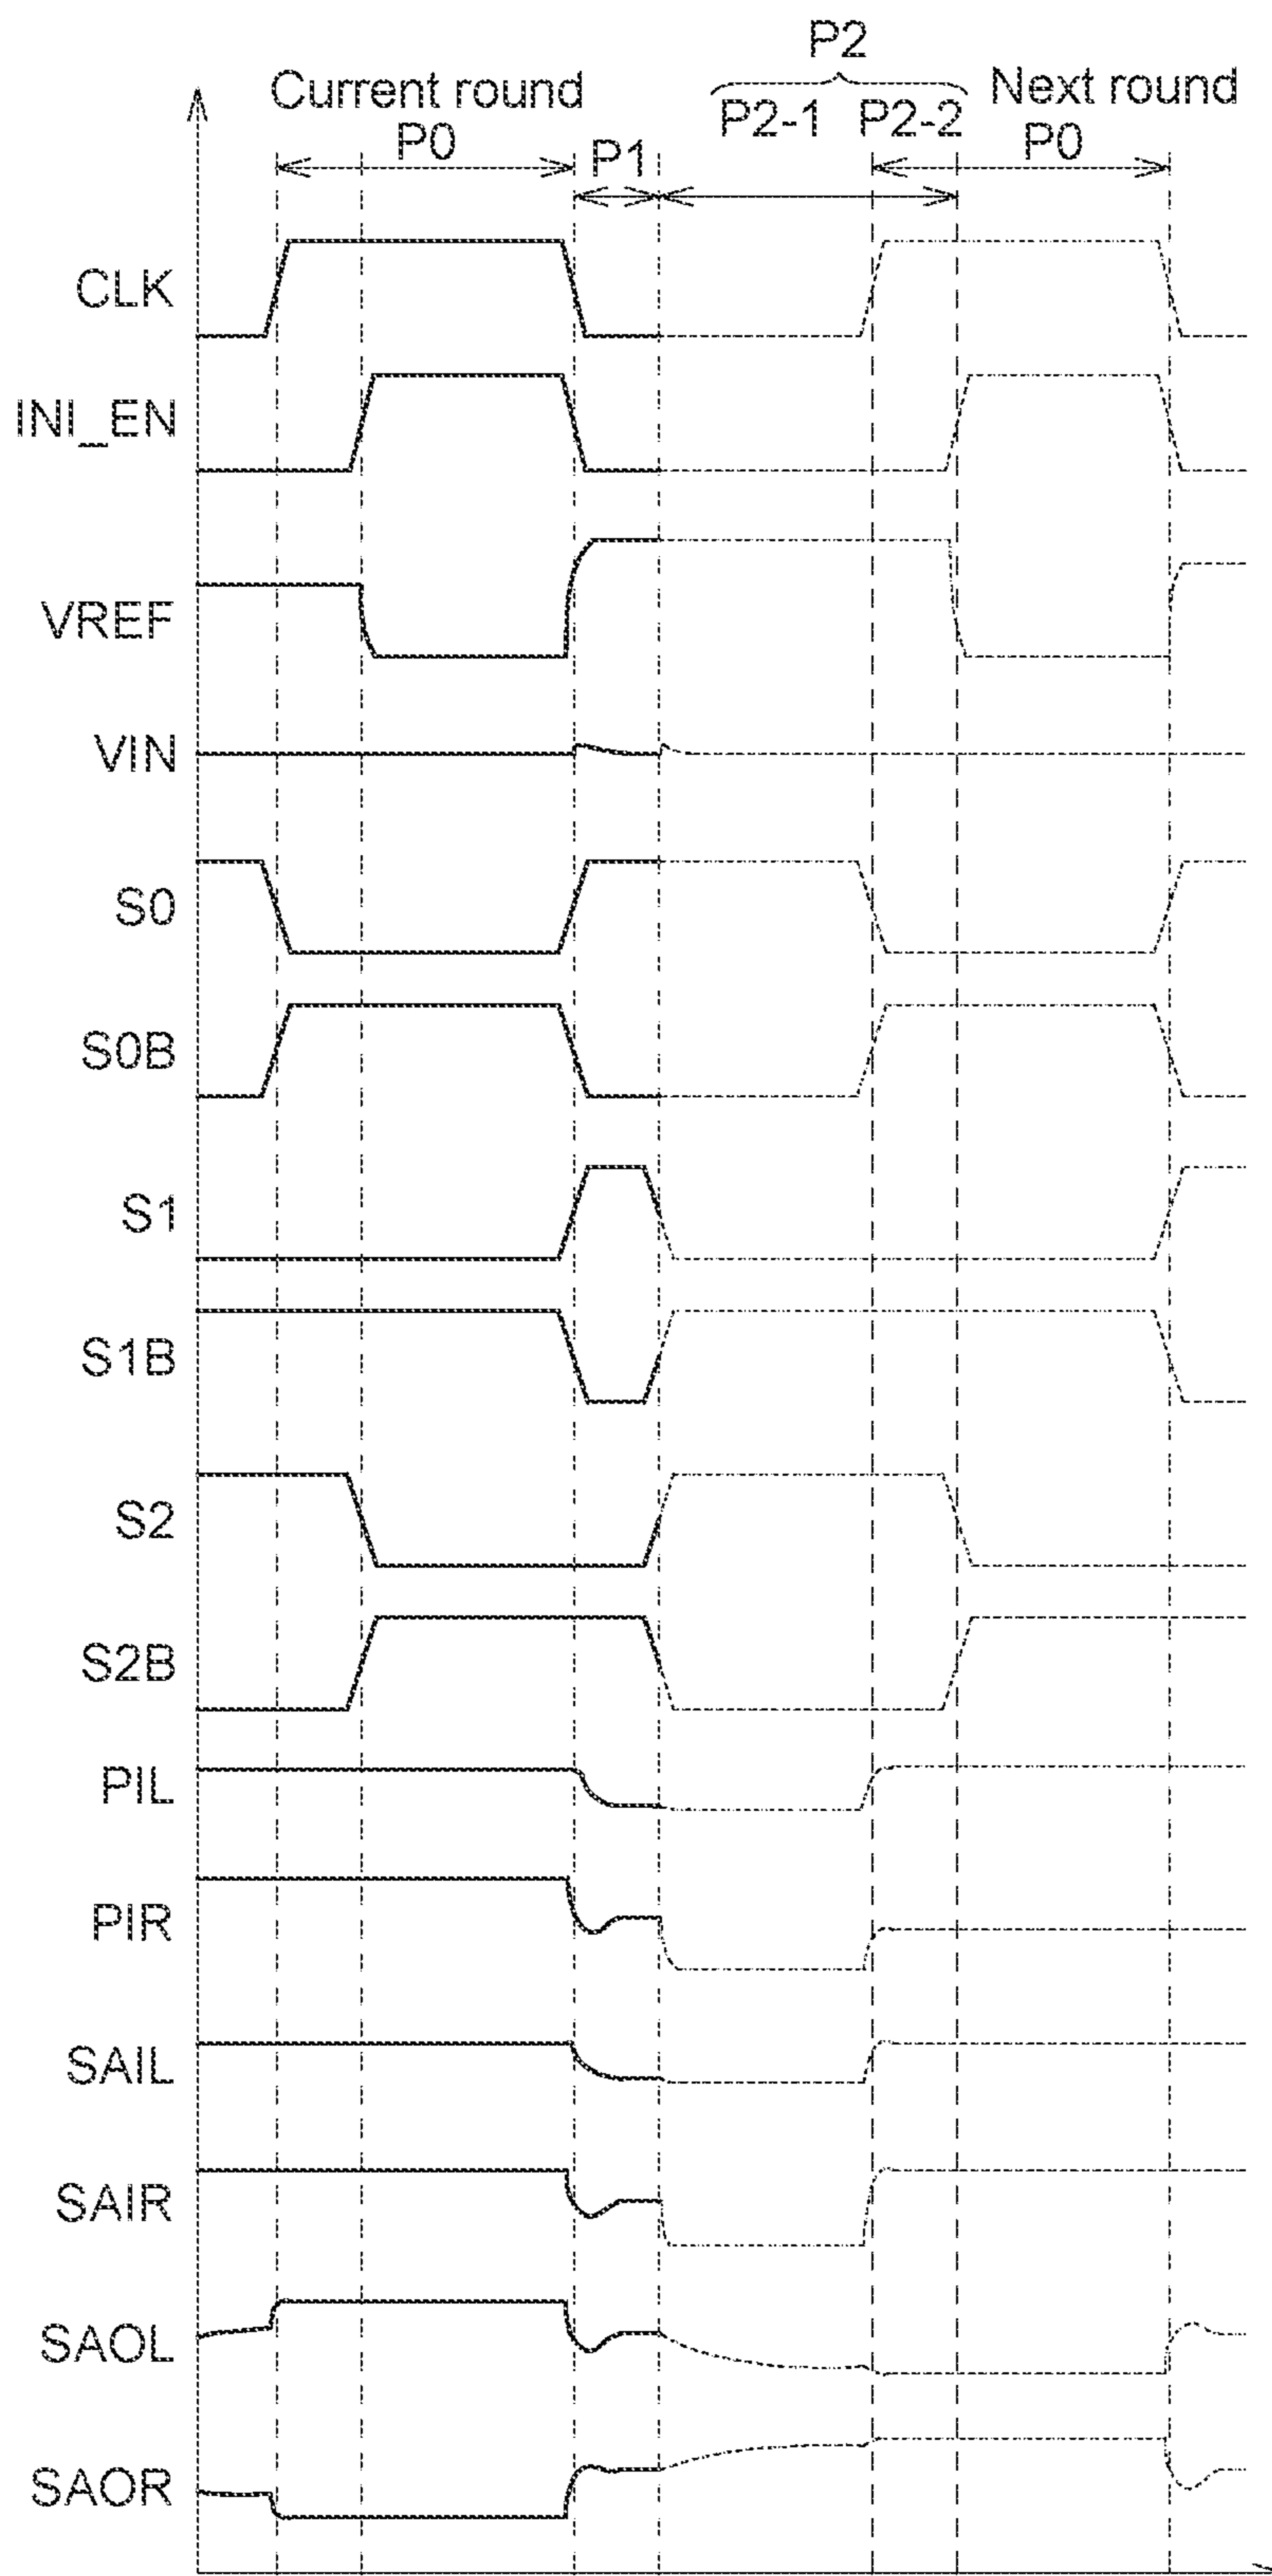 P2
Current round
Next round
P0
P1
P2-1
P2-2
P0
CLK
INI_EN
VREF
VIN
S0
S0B
S1
S1B
S2
S2B
PIL
PIR
SAIL
SAIR
SAOL
SAOR